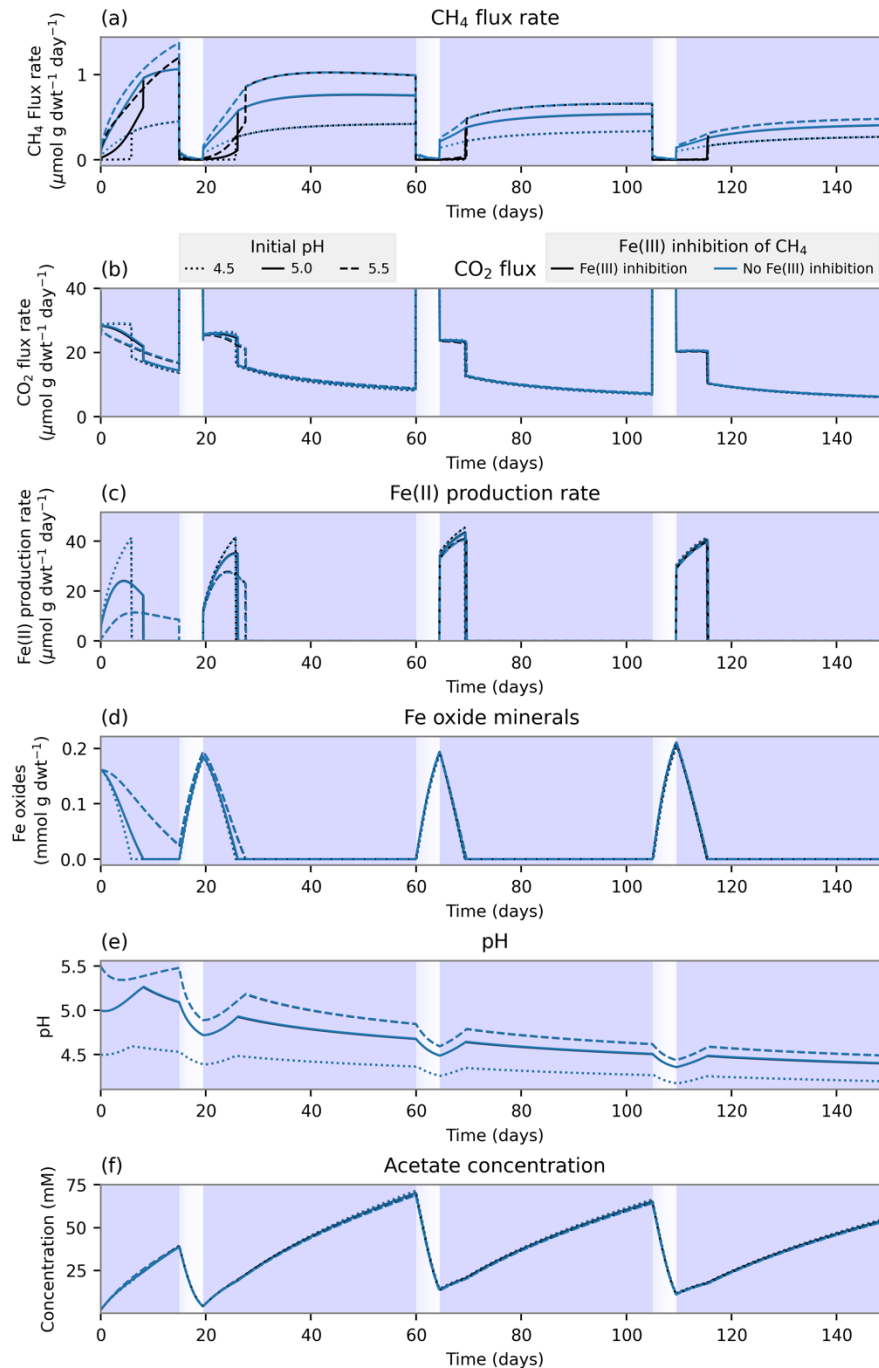 (a) CH₄ flux rate
CH₄ Flux rate
(μmol g dwt⁻¹ day⁻¹)
1
0
0 20 40 60 80 100 120 140
Time (days)
Initial pH
4.5 5.0 5.5
Fe(III) inhibition of CH₄
Fe(III) inhibition No Fe(III) inhibition
(b) CO₂ flux
CO₂ flux rate
(μmol g dwt⁻¹ day⁻¹)
40
20
0
0 20 40 60 80 100 120 140
Time (days)
(c) Fe(II) production rate
Fe(II) production rate
(μmol g dwt⁻¹ day⁻¹)
40
20
0
0 20 40 60 80 100 120 140
Time (days)
(d) Fe oxide minerals
Fe oxides
(mmol g dwt⁻¹)
0.2
0.1
0.0
0 20 40 60 80 100 120 140
Time (days)
(e) pH
pH
5.5
5.0
4.5
0 20 40 60 80 100 120 140
Time (days)
(f) Acetate concentration
Concentration (mM)
75
50
25
0 20 40 60 80 100 120 140
Time (days)